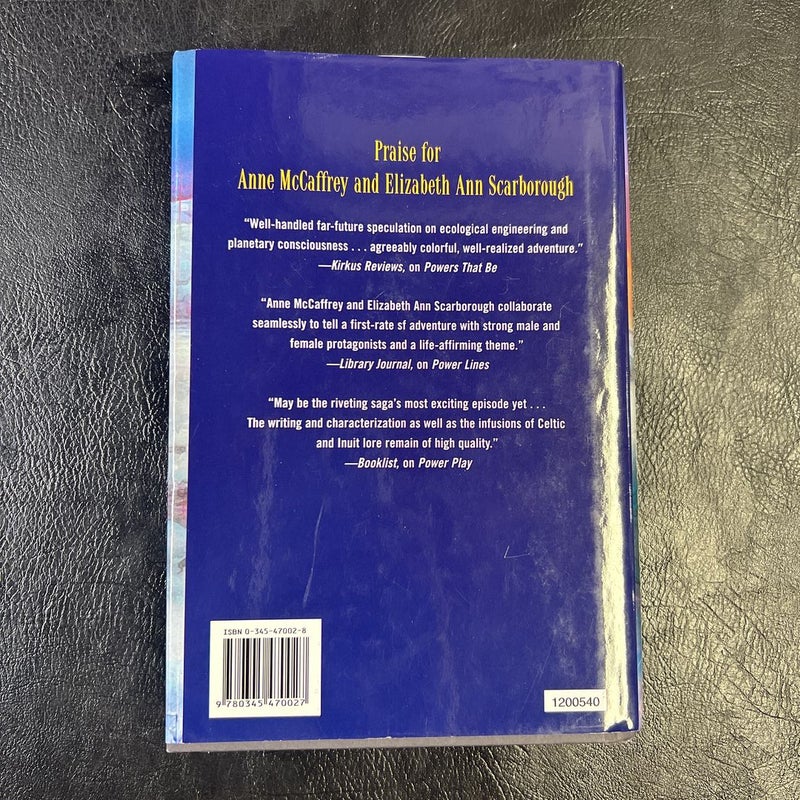 Praise for
Anne McCaffrey and Elizabeth Ann Scarborough
“Well-handled far-future speculation on ecological engineering and
planetary consciousness . . . agreeably colorful, well-realized adventure.”
—Kirkus Reviews, on Powers That Be
“Anne McCaffrey and Elizabeth Ann Scarborough collaborate
seamlessly to tell a first-rate sf adventure with strong male and
female protagonists and a life-affirming theme.”
—Library Journal, on Power Lines
“May be the riveting saga’s most exciting episode yet . . .
The writing and characterization as well as the infusions of Celtic
and Inuit lore remain of high quality.”
—Booklist, on Power Play
ISBN 0-345-47002-8
9 780345 470027
1200540